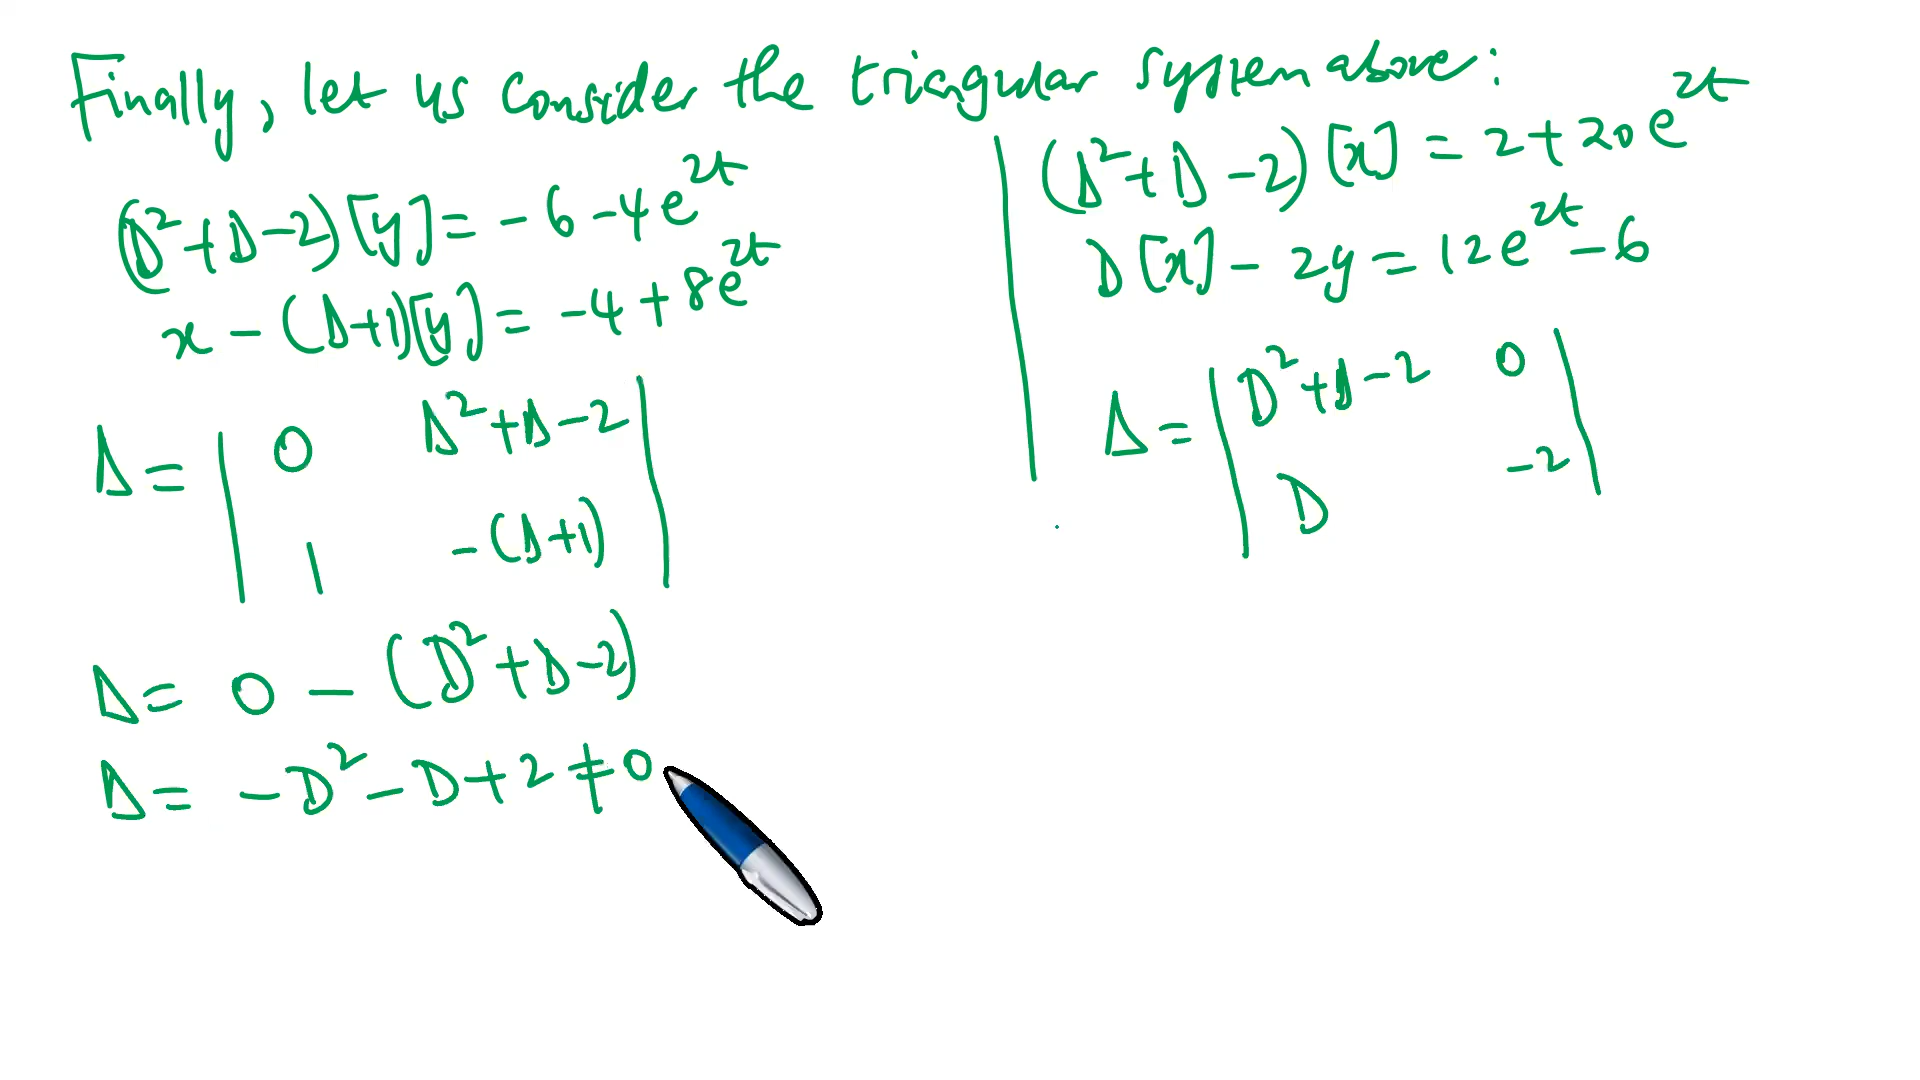 Finally, let us consider the triangular system above:
(D²+D-2)[y] = -6-4e^{2t}
x-(D+1)[y] = -4+8e^{2t}
Δ = | 0 D²+D-2 |
| 1 -(D+1) |
Δ = 0 - (D²+D-2)
Δ = -D²-D+2 ≠ 0
(D²+D-2)[x] = 2+20e^{2t}
D[x]-2y = 12e^{2t}-6
Δ = | D²+D-2 0 |
| D -2 |